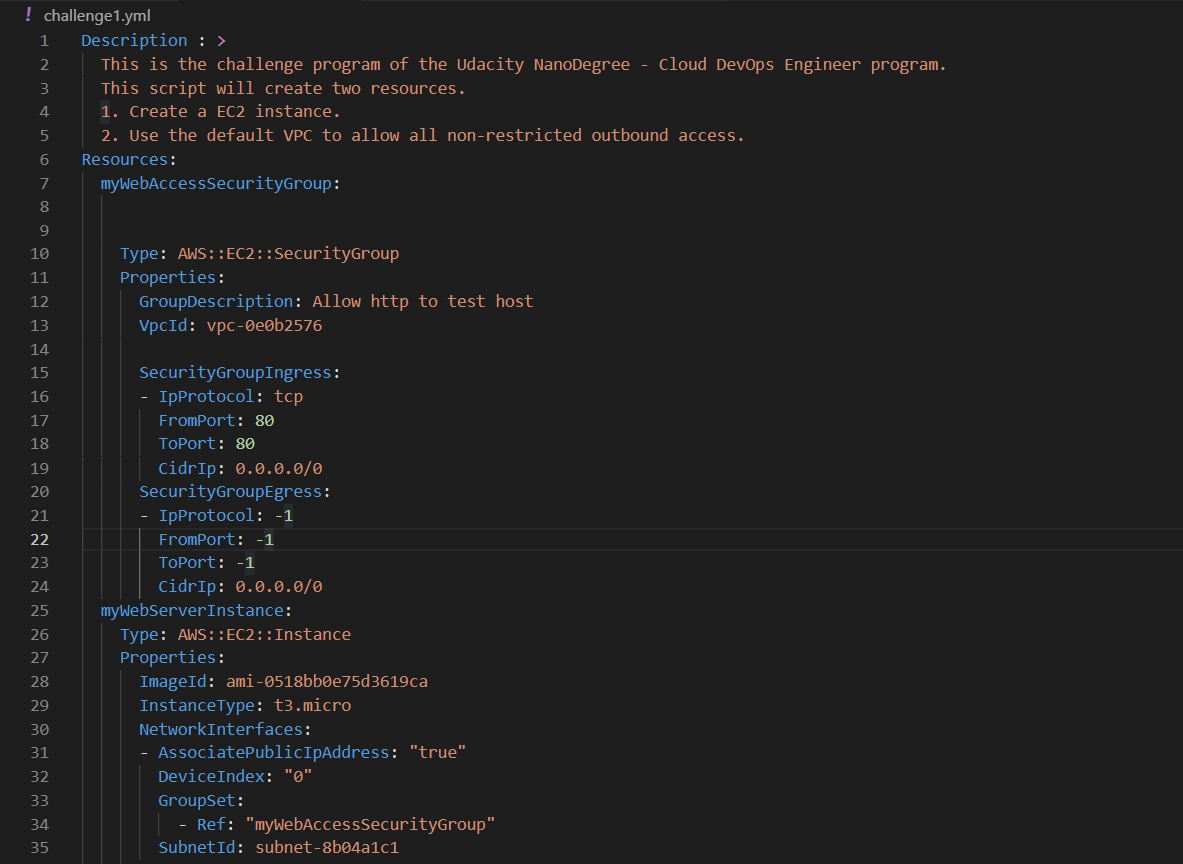 ! challenge1.yml
1 Description : >
2 This is the challenge program of the Udacity NanoDegree - Cloud DevOps Engineer program.
3 This script will create two resources.
4 1. Create a EC2 instance.
5 2. Use the default VPC to allow all non-restricted outbound access.
6 Resources:
7 myWebAccessSecurityGroup:
8
9
10 Type: AWS::EC2::SecurityGroup
11 Properties:
12 GroupDescription: Allow http to test host
13 VpcId: vpc-0e0b2576
14
15 SecurityGroupIngress:
16 - IpProtocol: tcp
17 FromPort: 80
18 ToPort: 80
19 CidrIp: 0.0.0.0/0
20 SecurityGroupEgress:
21 - IpProtocol: -1
22 FromPort: -1
23 ToPort: -1
24 CidrIp: 0.0.0.0/0
25 myWebServerInstance:
26 Type: AWS::EC2::Instance
27 Properties:
28 ImageId: ami-0518bb0e75d3619ca
29 InstanceType: t3.micro
30 NetworkInterfaces:
31 - AssociatePublicIpAddress: "true"
32 DeviceIndex: "0"
33 GroupSet:
34 - Ref: "myWebAccessSecurityGroup"
35 SubnetId: subnet-8b04a1c1